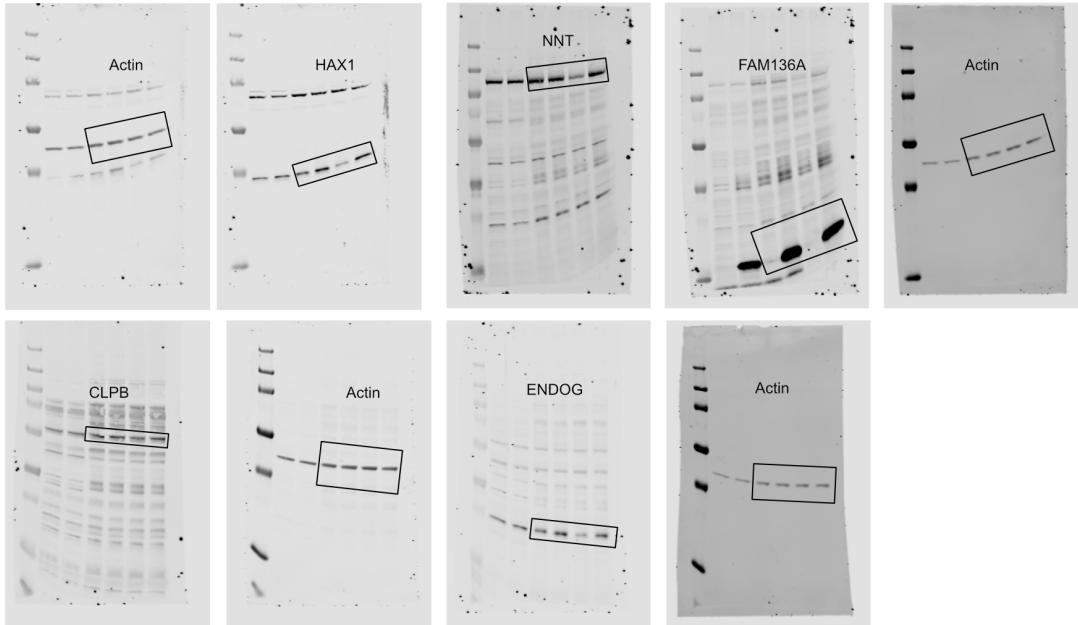 Actin
HAX1
NNT
FAM136A
Actin
CLPB
Actin
ENDOG
Actin